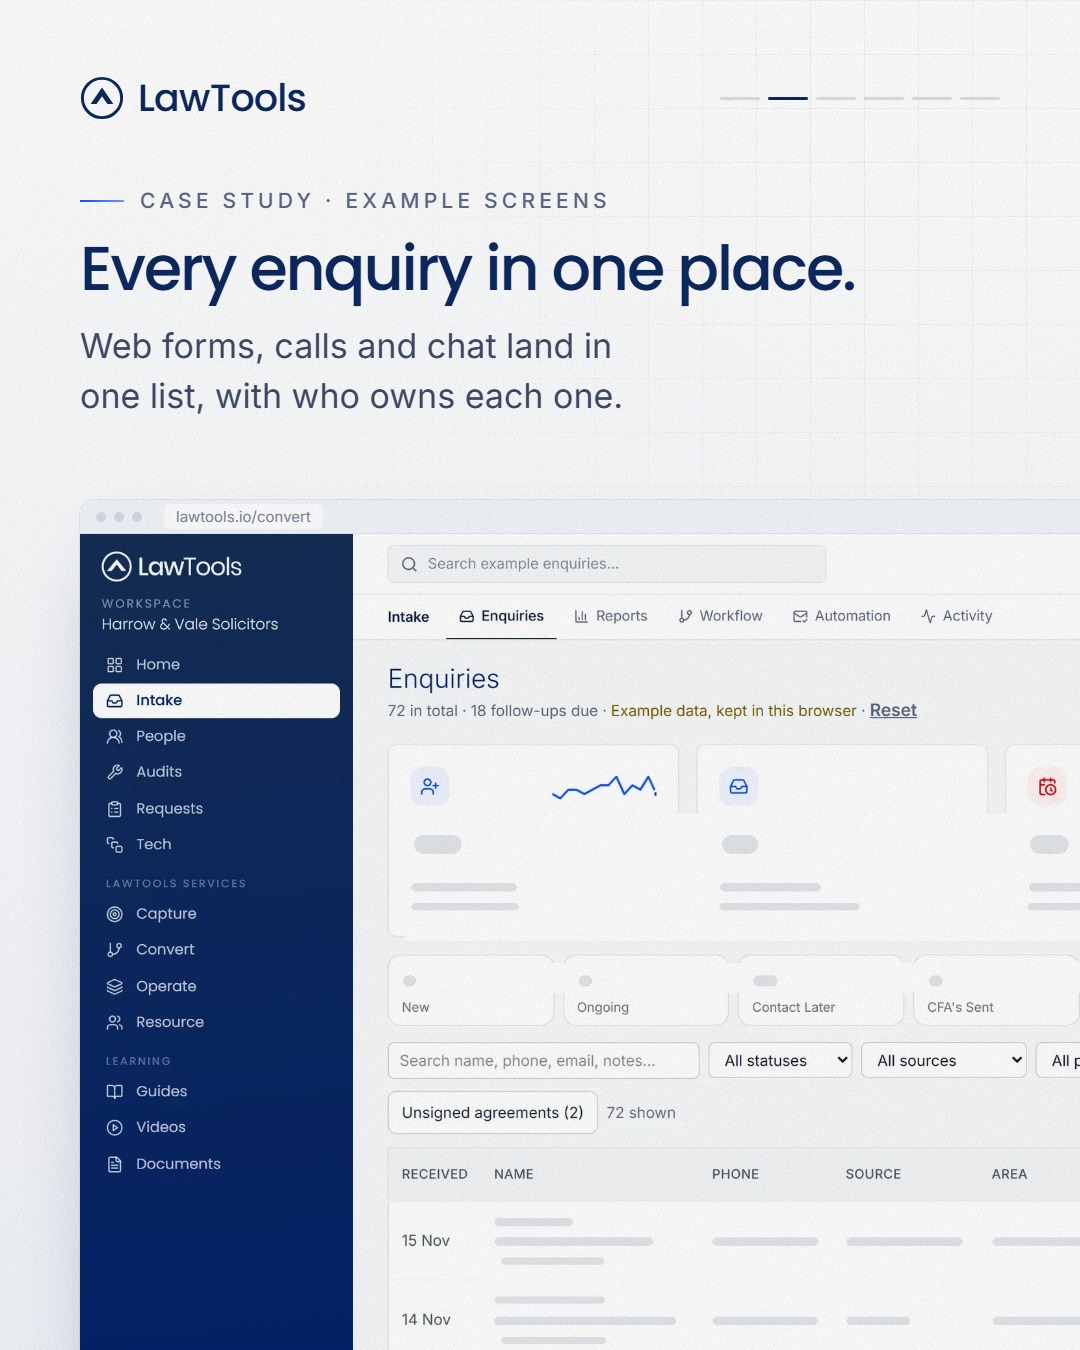 LawTools
CASE STUDY · EXAMPLE SCREENS
Every enquiry in one place.
Web forms, calls and chat land in
one list, with who owns each one.
lawtools.io/convert
LawTools
WORKSPACE
Harrow & Vale Solicitors
Home
Intake
People
Audits
Requests
Tech
LAWTOOLS SERVICES
Capture
Convert
Operate
Resource
LEARNING
Guides
Videos
Documents
Search example enquiries...
Intake Enquiries Reports Workflow Automation Activity
Enquiries
72 in total · 18 follow-ups due · Example data, kept in this browser · Reset
New Ongoing Contact Later CFA's Sent
Search name, phone, email, notes... All statuses All sources All p
Unsigned agreements (2) 72 shown
RECEIVED NAME PHONE SOURCE AREA
15 Nov
14 Nov